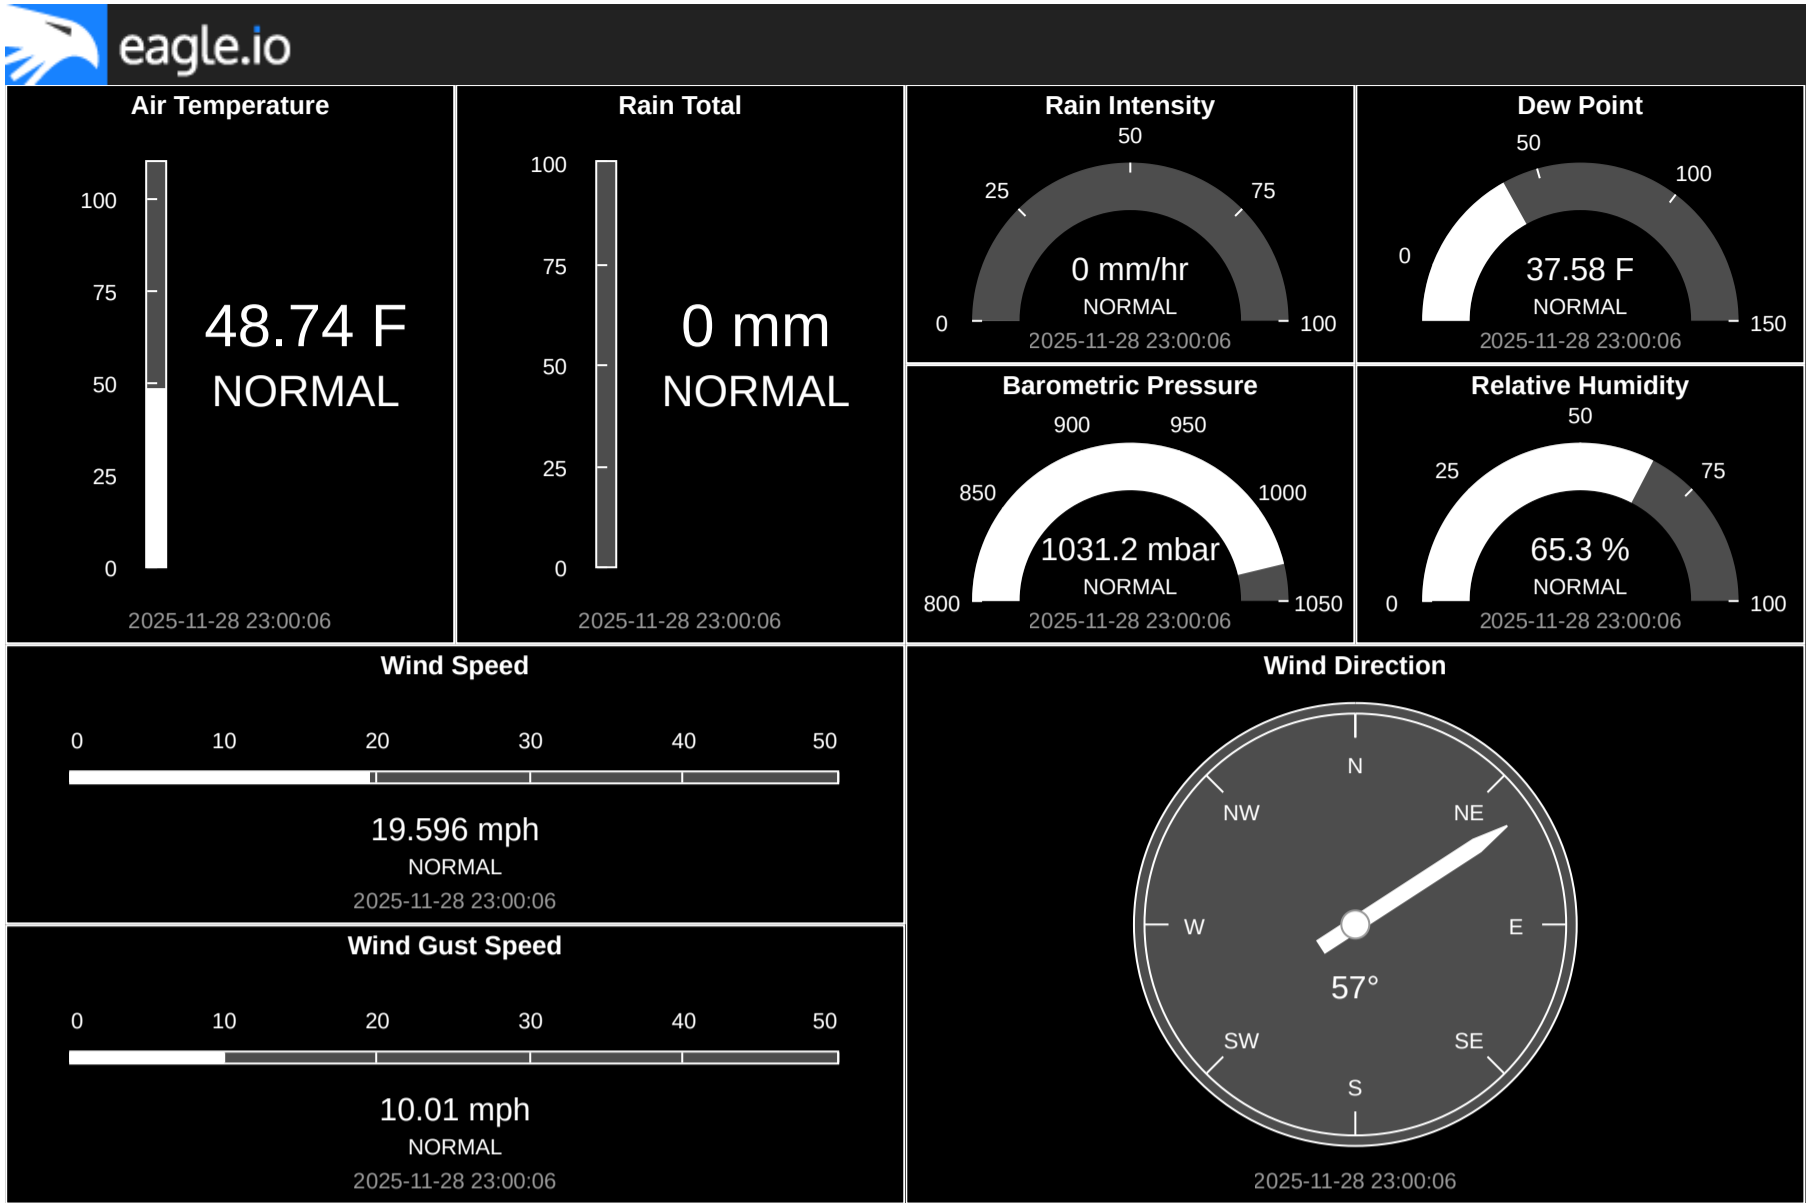 eagle.io
Air Temperature
100
75
50
25
0
48.74 F
NORMAL
2025-11-28 23:00:06
Rain Total
100
75
50
25
0
0 mm
NORMAL
2025-11-28 23:00:06
Rain Intensity
50
25
75
0
100
0 mm/hr
NORMAL
2025-11-28 23:00:06
Dew Point
50
100
0
150
37.58 F
NORMAL
2025-11-28 23:00:06
Barometric Pressure
900
950
850
1000
800
1050
1031.2 mbar
NORMAL
2025-11-28 23:00:06
Relative Humidity
50
25
75
0
100
65.3 %
NORMAL
2025-11-28 23:00:06
Wind Speed
0 10 20 30 40 50
19.596 mph
NORMAL
2025-11-28 23:00:06
Wind Gust Speed
0 10 20 30 40 50
10.01 mph
NORMAL
2025-11-28 23:00:06
Wind Direction
N
NW NE
W E
57°
SW SE
S
2025-11-28 23:00:06